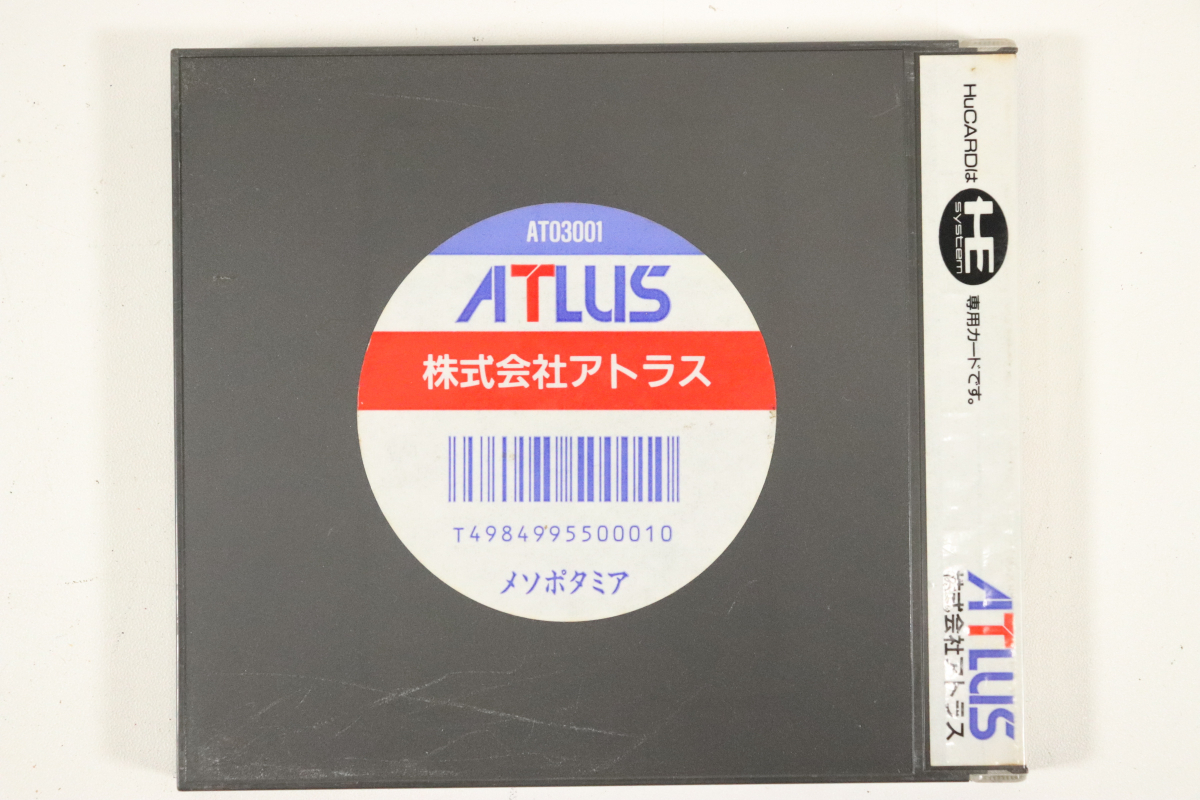 AT03001
ATLUS
株式会社アトラス
T4984995500010
メソポタミア
HuCARDは
HE
system
専用カードです。
ATLUS
株式会社アトラス